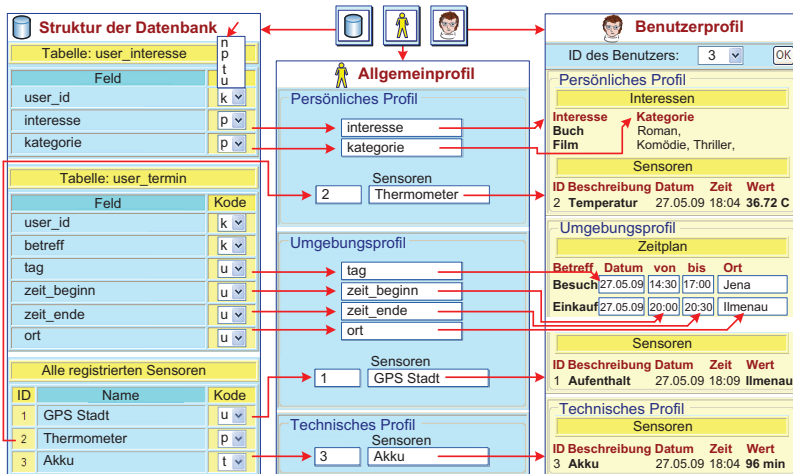 Struktur der Datenbank
Tabelle: user_interesse
n
p
t
u
Feld
user_id k
interesse p
kategorie p
Tabelle: user_termin
Feld Kode
user_id k
betreff k
tag u
zeit_beginn u
zeit_ende u
ort u
Alle registrierten Sensoren
ID Name Kode
1 GPS Stadt u
2 Thermometer p
3 Akku t
Allgemeinprofil
Persönliches Profil
interesse
kategorie
Sensoren
2 Thermometer
Umgebungsprofil
tag
zeit_beginn
zeit_ende
ort
Sensoren
1 GPS Stadt
Technisches Profil
Sensoren
3 Akku
Benutzerprofil
ID des Benutzers: 3 OK
Persönliches Profil
Interessen
Interesse Kategorie
Buch Roman,
Film Komödie, Thriller,
Sensoren
ID Beschreibung Datum Zeit Wert
2 Temperatur 27.05.09 18:04 36.72 C
Umgebungsprofil
Zeitplan
Betreff Datum von bis Ort
Besuch 27.05.09 14:30 17:00 Jena
Einkauf 27.05.09 20:00 20:30 Ilmenau
Sensoren
ID Beschreibung Datum Zeit Wert
1 Aufenthalt 27.05.09 18:09 Ilmenau
Technisches Profil
Sensoren
ID Beschreibung Datum Zeit Wert
3 Akku 27.05.09 18:04 96 min